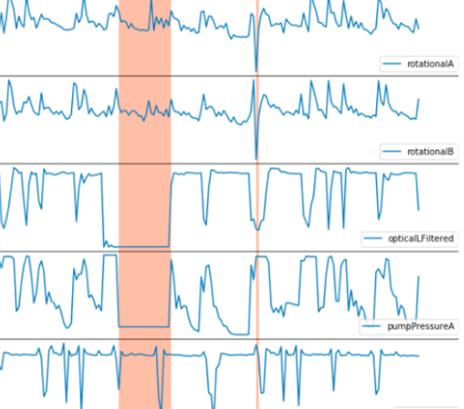 rotationalA
rotationalB
opticalLFiltered
pumpPressureA